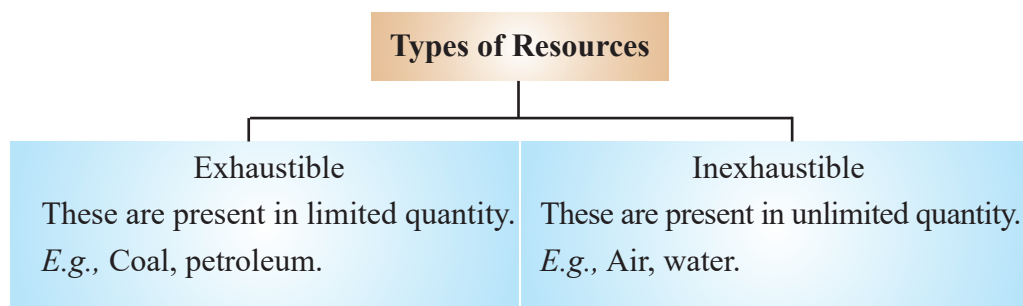 Types of Resources
Exhaustible
These are present in limited quantity.
E.g., Coal, petroleum.
Inexhaustible
These are present in unlimited quantity.
E.g., Air, water.